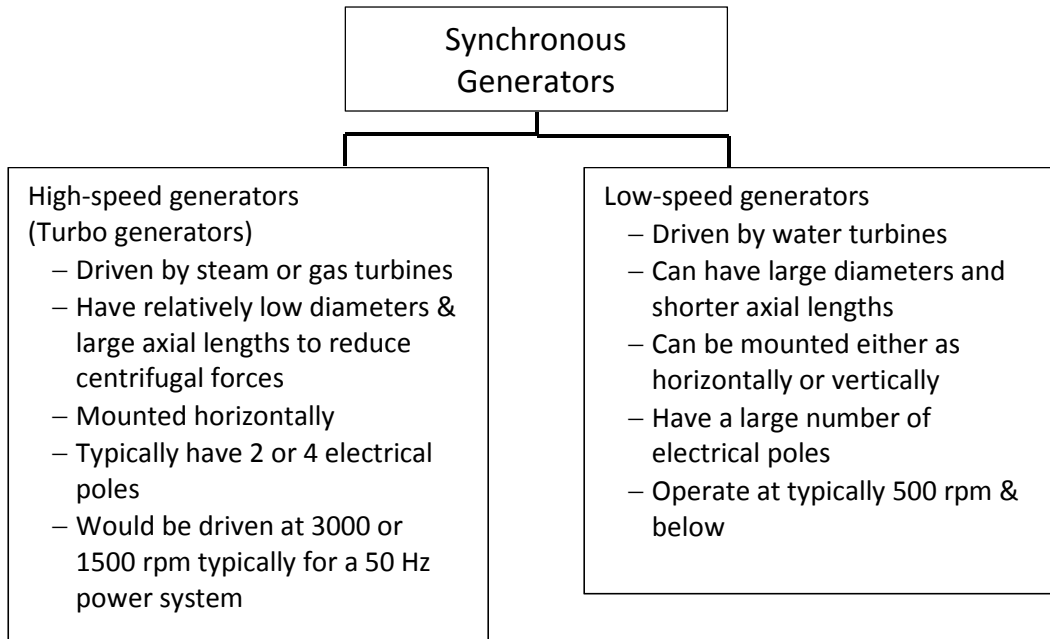 Synchronous
Generators
High-speed generators
(Turbo generators)
– Driven by steam or gas turbines
– Have relatively low diameters &
large axial lengths to reduce
centrifugal forces
– Mounted horizontally
– Typically have 2 or 4 electrical
poles
– Would be driven at 3000 or
1500 rpm typically for a 50 Hz
power system
Low-speed generators
– Driven by water turbines
– Can have large diameters and
shorter axial lengths
– Can be mounted either as
horizontally or vertically
– Have a large number of
electrical poles
– Operate at typically 500 rpm &
below